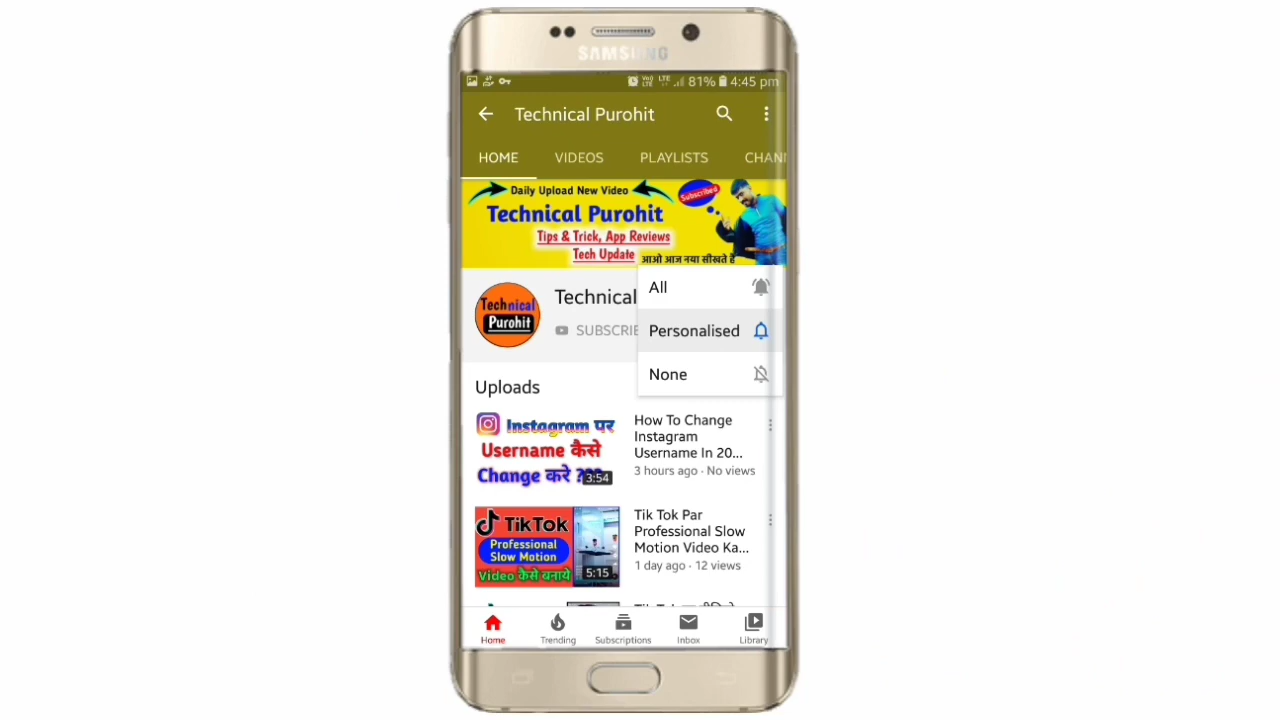 SAMSUNG
81% 4:45 pm
Technical Purohit
HOME VIDEOS PLAYLISTS CHAN
Daily Upload New Video
Subscribed
Technical Purohit
Tips & Trick, App Reviews
Tech Update
आओ आज नया सीखते है
Technical
Purohit
Technical
SUBSCRIBE
All
Personalised
None
Uploads
Instagram पर
Username कैसे
Change करे ???
3:54
How To Change
Instagram
Username In 20...
3 hours ago · No views
TikTok
Professional
Slow Motion
Video कैसे बनाये
5:15
Tik Tok Par
Professional Slow
Motion Video Ka...
1 day ago · 12 views
Home Trending Subscriptions Inbox Library